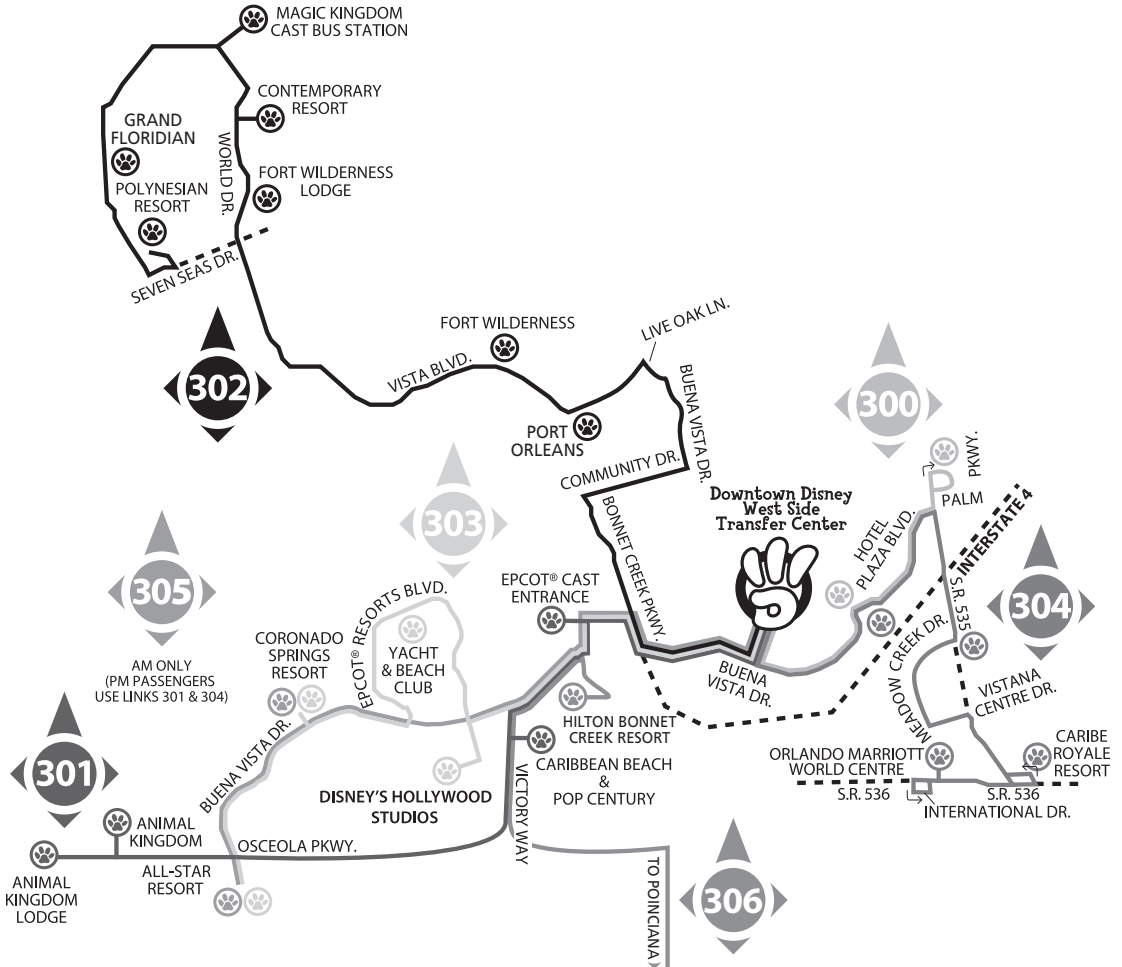 MAGIC KINGDOM
CAST BUS STATION
CONTEMPORARY
RESORT
GRAND
FLORIDIAN
WORLD DR.
FORT WILDERNESS
LODGE
POLYNESIAN
RESORT
SEVEN SEAS DR.
302
FORT WILDERNESS
LIVE OAK LN.
VISTA BLVD.
BUENA VISTA DR.
300
PORT
ORLEANS
COMMUNITY DR.
PKWY.
PALM
303
Downtown Disney
West Side
Transfer Center
BONNET CREEK PKWY.
HOTEL
PLAZA BLVD.
INTERSTATE 4
305
AM ONLY
(PM PASSENGERS
USE LINKS 301 & 304)
EPCOT® CAST
ENTRANCE
S.R. 535
304
EPCOT® RESORTS BLVD.
CORONADO
SPRINGS
RESORT
YACHT
& BEACH
CLUB
BUENA
VISTA DR.
MEADOW CREEK DR.
VISTANA
CENTRE DR.
301
BUENA VISTA DR.
HILTON BONNET
CREEK RESORT
CARIBBEAN BEACH
&
POP CENTURY
ORLANDO MARRIOTT
WORLD CENTRE
CARIBE
ROYALE
RESORT
S.R. 536
S.R. 536
INTERNATIONAL DR.
DISNEY'S HOLLYWOOD
STUDIOS
VICTORY WAY
ANIMAL
KINGDOM
OSCEOLA PKWY.
ALL-STAR
RESORT
ANIMAL
KINGDOM
LODGE
TO POINCIANA
306